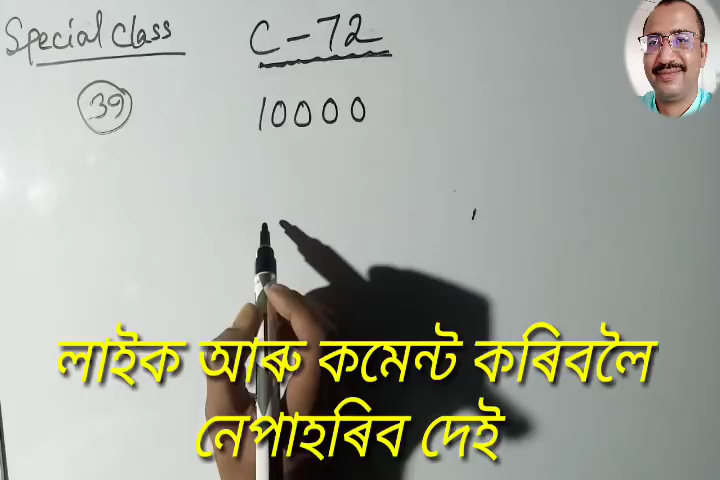 Special Class
C - 72
39
10000
লাইক আৰু কমেন্ট কৰিবলৈ
নেপাহৰিব দেই